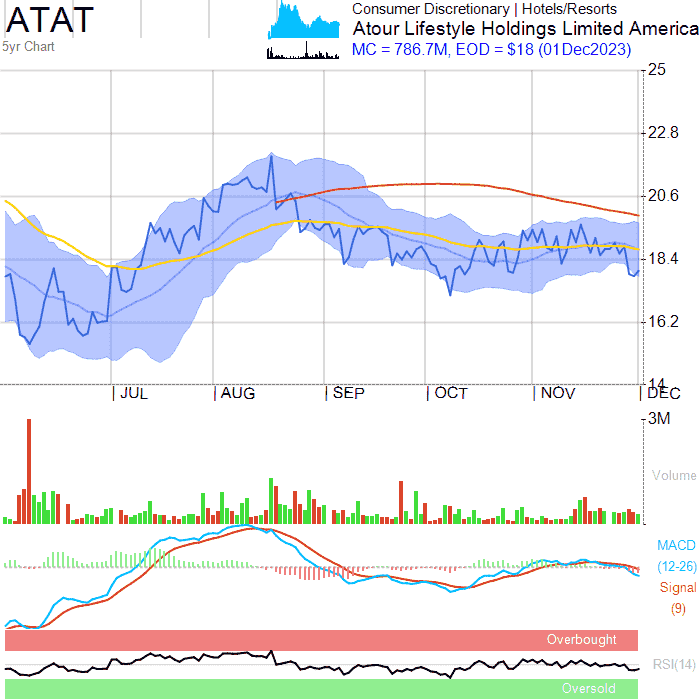 ATAT
5yr Chart
Consumer Discretionary | Hotels/Resorts
Atour Lifestyle Holdings Limited America
MC = 786.7M, EOD = $18 (01Dec2023)
25
22.8
20.6
18.4
16.2
14
JUL
AUG
SEP
OCT
NOV
DEC
3M
Volume
MACD
(12-26)
Signal
(9)
Overbought
RSI(14)
Oversold